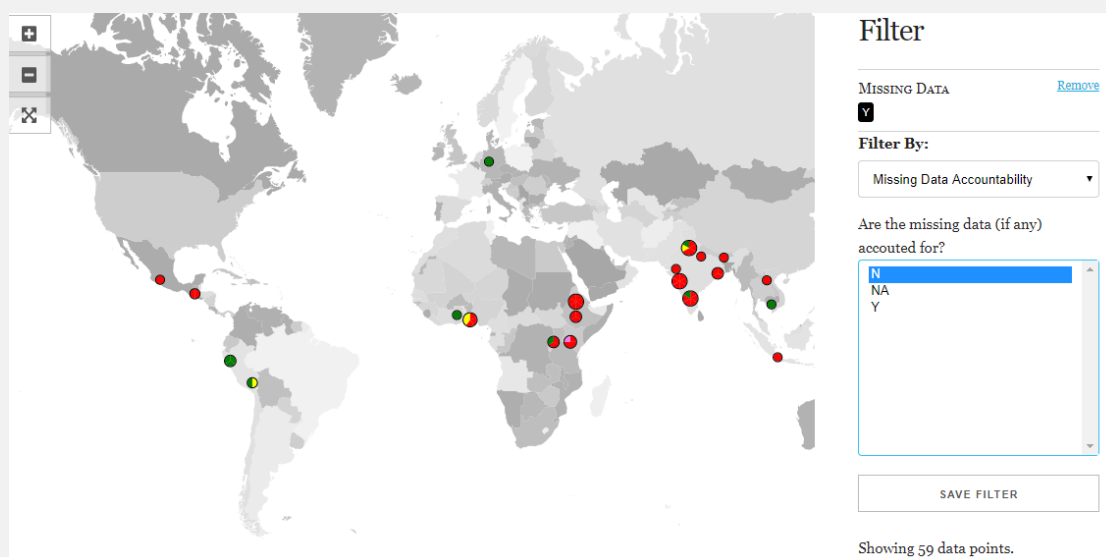 Filter
Missing Data
Remove
Y
Filter By:
Missing Data Accountability
Are the missing data (if any)
accouted for?
N
NA
Y
SAVE FILTER
Showing 59 data points.